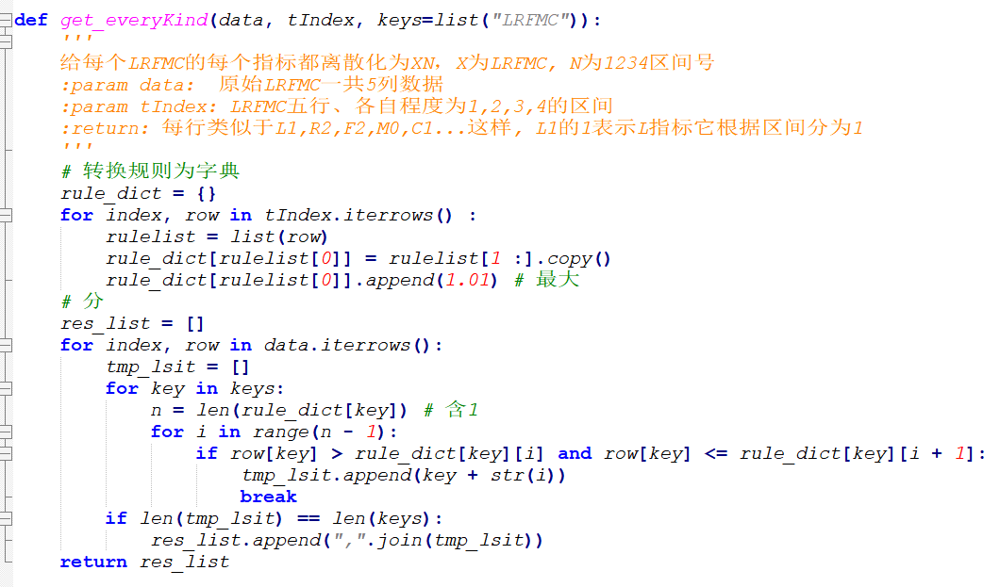 def get_everyKind(data, tIndex, keys=list("LRFMC")):
    '''
    给每个LRFMC的每个指标都离散化为XN，X为LRFMC, N为1234区间号
    :param data:  原始LRFMC一共5列数据
    :param tIndex: LRFMC五行、各自程度为1,2,3,4的区间
    :return: 每行类似于L1,R2,F2,M0,C1...这样, L1的1表示L指标它根据区间分为1
    '''
    # 转换规则为字典
    rule_dict = {}
    for index, row in tIndex.iterrows() :
        rulelist = list(row)
        rule_dict[rulelist[0]] = rulelist[1 :].copy()
        rule_dict[rulelist[0]].append(1.01) # 最大
    # 分
    res_list = []
    for index, row in data.iterrows():
        tmp_lsit = []
        for key in keys:
            n = len(rule_dict[key]) # 含1
            for i in range(n - 1):
                if row[key] > rule_dict[key][i] and row[key] <= rule_dict[key][i + 1]:
                    tmp_lsit.append(key + str(i))
                    break
        if len(tmp_lsit) == len(keys):
            res_list.append(",".join(tmp_lsit))
    return res_list